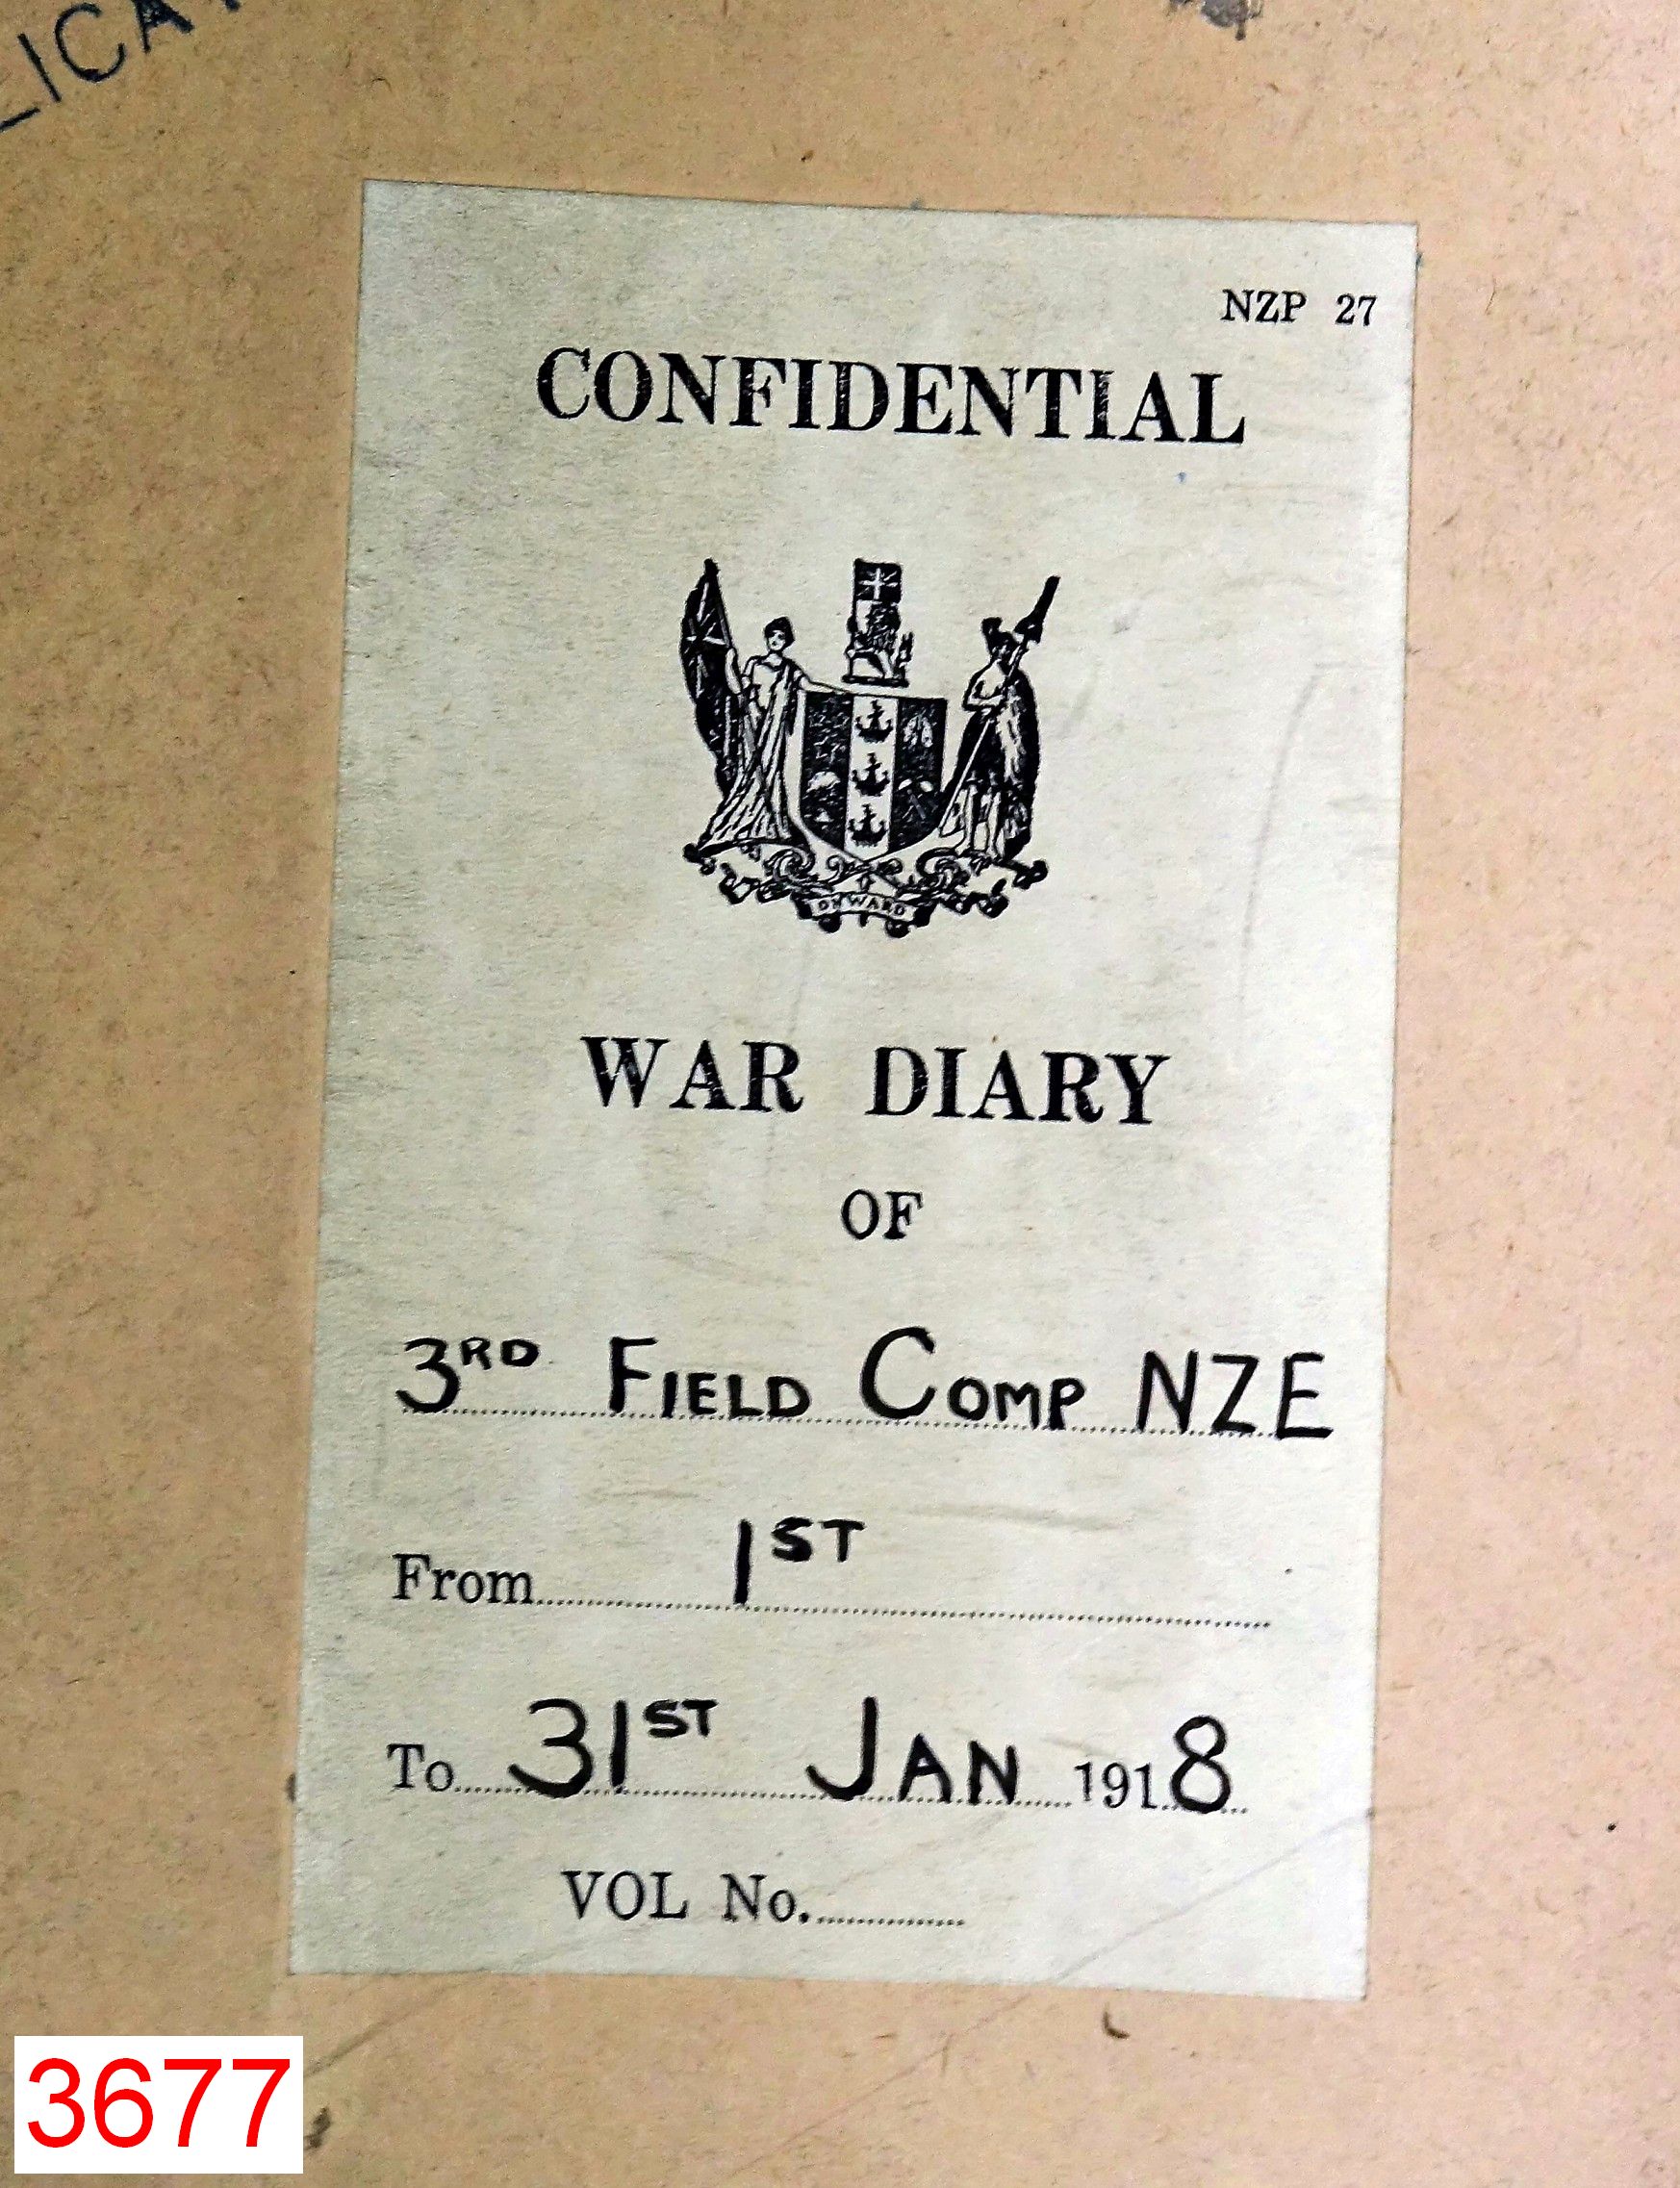 LICA
NZP 27
CONFIDENTIAL
ONWARD
WAR DIARY
OF
3RD FIELD COMP NZE
From 1ST
To 31ST JAN 1918
VOL No.
3677